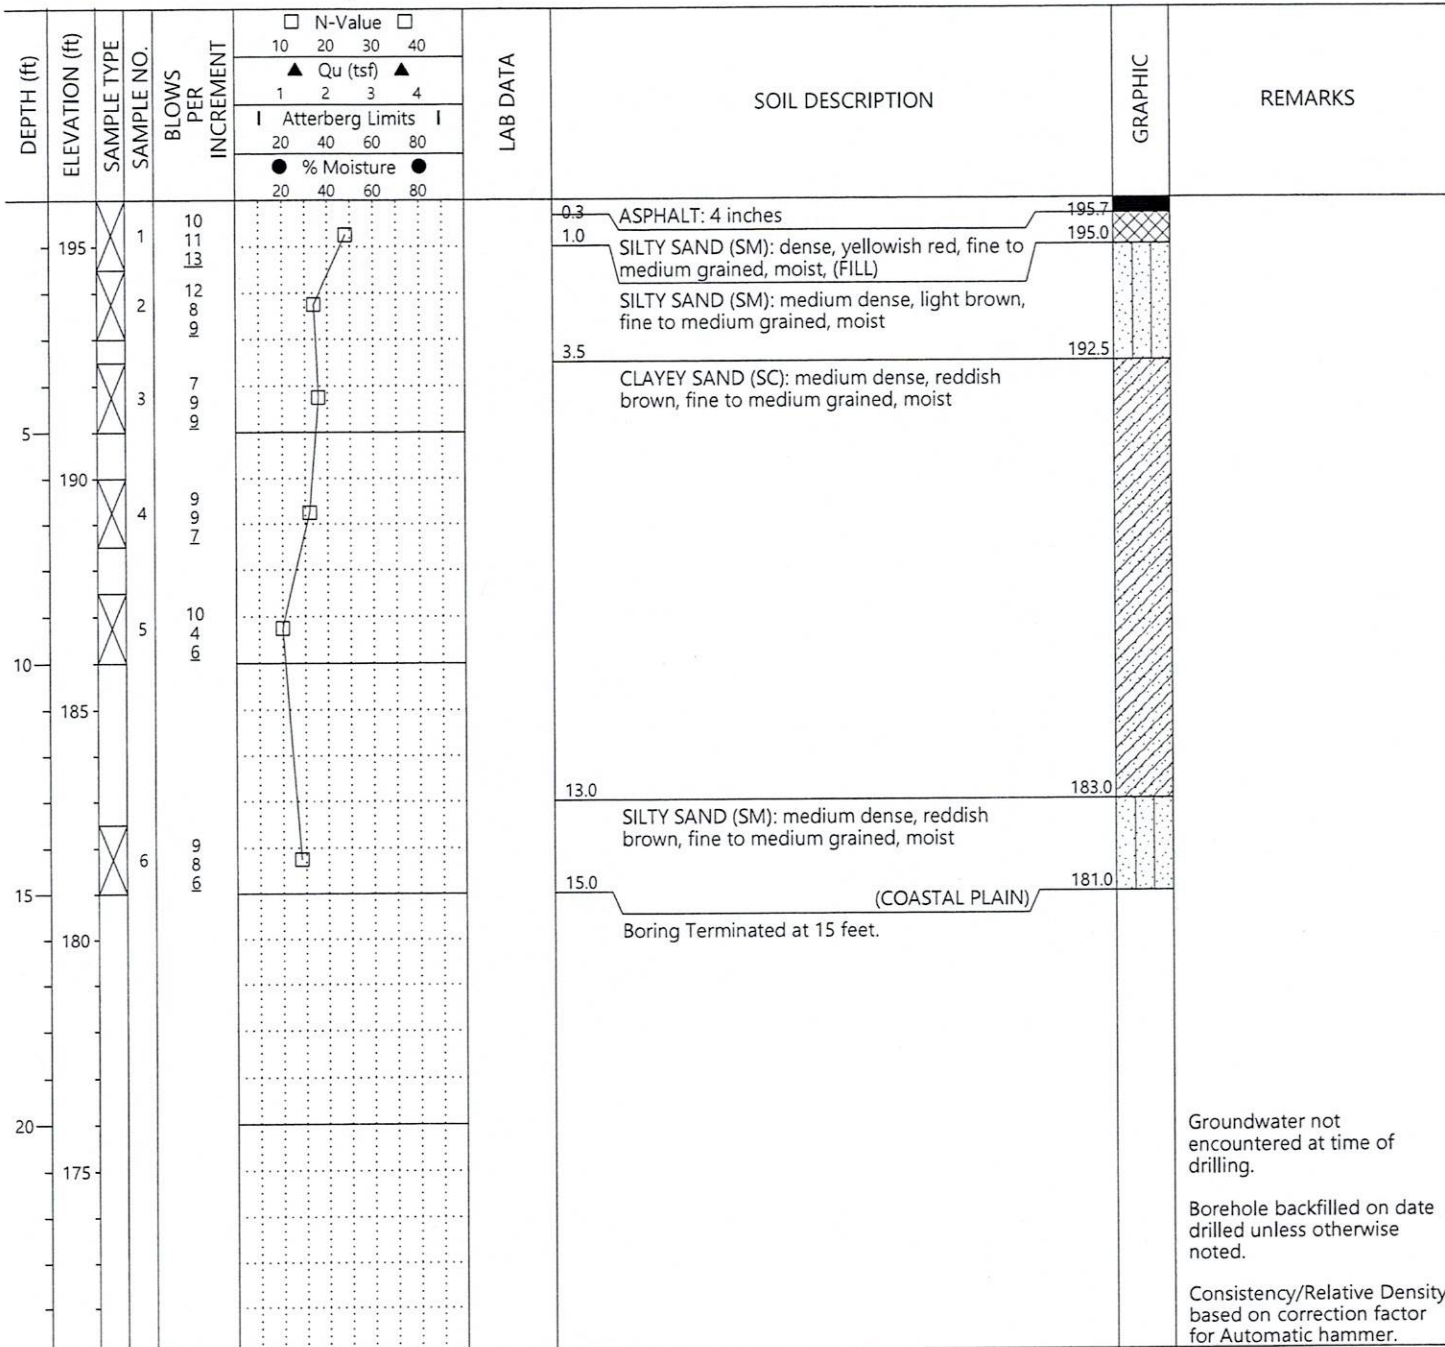 DEPTH (ft)
ELEVATION (ft)
SAMPLE TYPE
SAMPLE NO.
BLOWS
PER
INCREMENT
N-Value
10 20 30 40
▲ Qu (tsf) ▲
1 2 3 4
Atterberg Limits
20 40 60 80
● % Moisture ●
20 40 60 80
LAB DATA
SOIL DESCRIPTION
GRAPHIC
REMARKS
0.3 ASPHALT: 4 inches 195.7
1.0 195.0
SILTY SAND (SM): dense, yellowish red, fine to
medium grained, moist, (FILL)
SILTY SAND (SM): medium dense, light brown,
fine to medium grained, moist
3.5 192.5
CLAYEY SAND (SC): medium dense, reddish
brown, fine to medium grained, moist
13.0 183.0
SILTY SAND (SM): medium dense, reddish
brown, fine to medium grained, moist
15.0 181.0
(COASTAL PLAIN)
Boring Terminated at 15 feet.
195
1
10
11
13
2
12
8
9
3
7
9
9
5
190
4
9
9
7
5
10
4
6
10
185
6
9
8
6
15
180
20
175
Groundwater not
encountered at time of
drilling.
Borehole backfilled on date
drilled unless otherwise
noted.
Consistency/Relative Density
based on correction factor
for Automatic hammer.